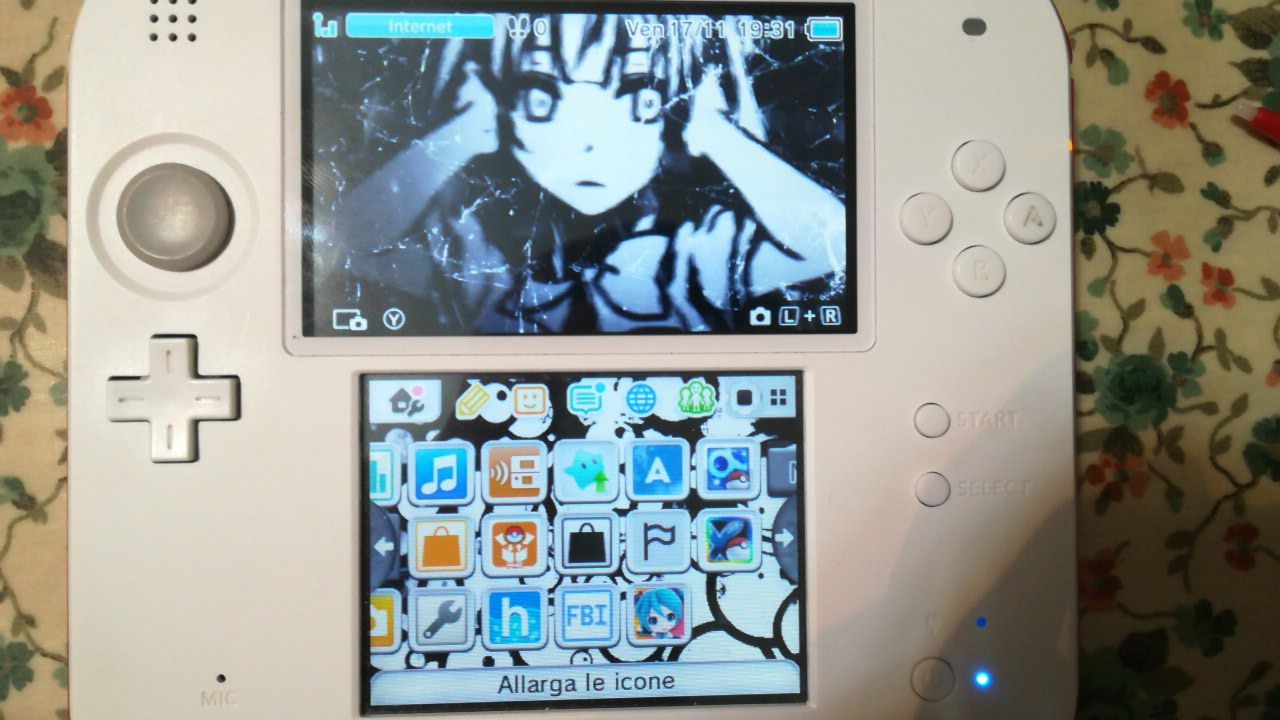 Internet
0
Ven 17/11 19:31
Y
L + R
X
Y
A
B
START
SELECT
A
X
h
FBI
Allarga le icone
MIC